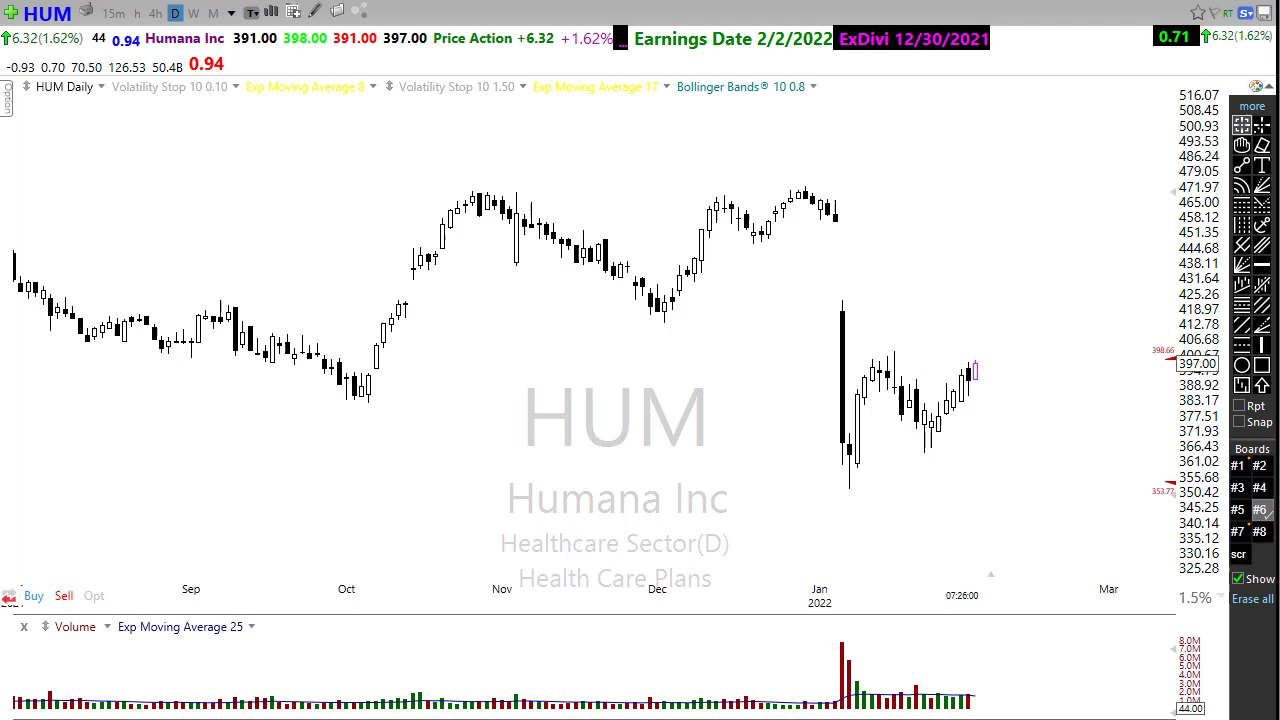 HUM 15m h 4h D W M T RT S
6.32(1.62%) 44 0.94 Humana Inc 391.00 398.00 391.00 397.00 Price Action +6.32 +1.62% ... Earnings Date 2/2/2022 ExDivi 12/30/2021 0.71 6.32(1.62%)
-0.93 0.70 70.50 126.53 50.4B 0.94
Option
HUM Daily Volatility Stop 10 0.10 Exp Moving Average 8 Volatility Stop 10 1.50 Exp Moving Average 17 Bollinger Bands® 10 0.8
516.07
508.45
500.93
493.53
486.24
479.05
471.97
465.00
458.12
451.35
444.68
438.11
431.64
425.26
418.97
412.78
406.68
398.66
400.67
397.00
388.92
383.17
377.51
371.93
366.43
361.02
355.68
353.77
350.42
345.25
340.14
335.12
330.16
325.28
more
Rpt
Snap
Boards
#1 #2
#3 #4
#5 #6
#7 #8
scr
Show
Erase all
HUM
Humana Inc
Healthcare Sector(D)
Health Care Plans
Sep Oct Nov Dec Jan Mar
2022
07:26:00
1.5%
Buy Sell Opt
X Volume Exp Moving Average 25
8.0M
7.0M
6.0M
5.0M
4.0M
3.0M
2.0M
44.00